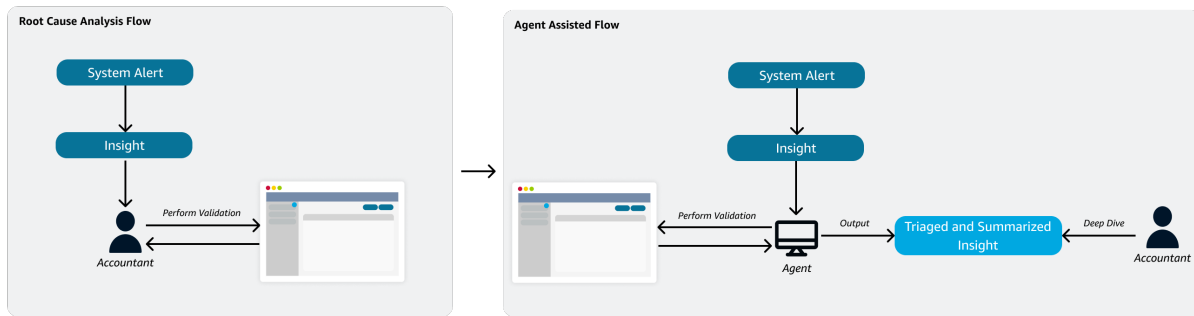 Root Cause Analysis Flow
System Alert
Insight
Perform Validation
Accountant
Agent Assisted Flow
System Alert
Insight
Perform Validation
Output
Agent
Triaged and Summarized
Insight
Deep Dive
Accountant